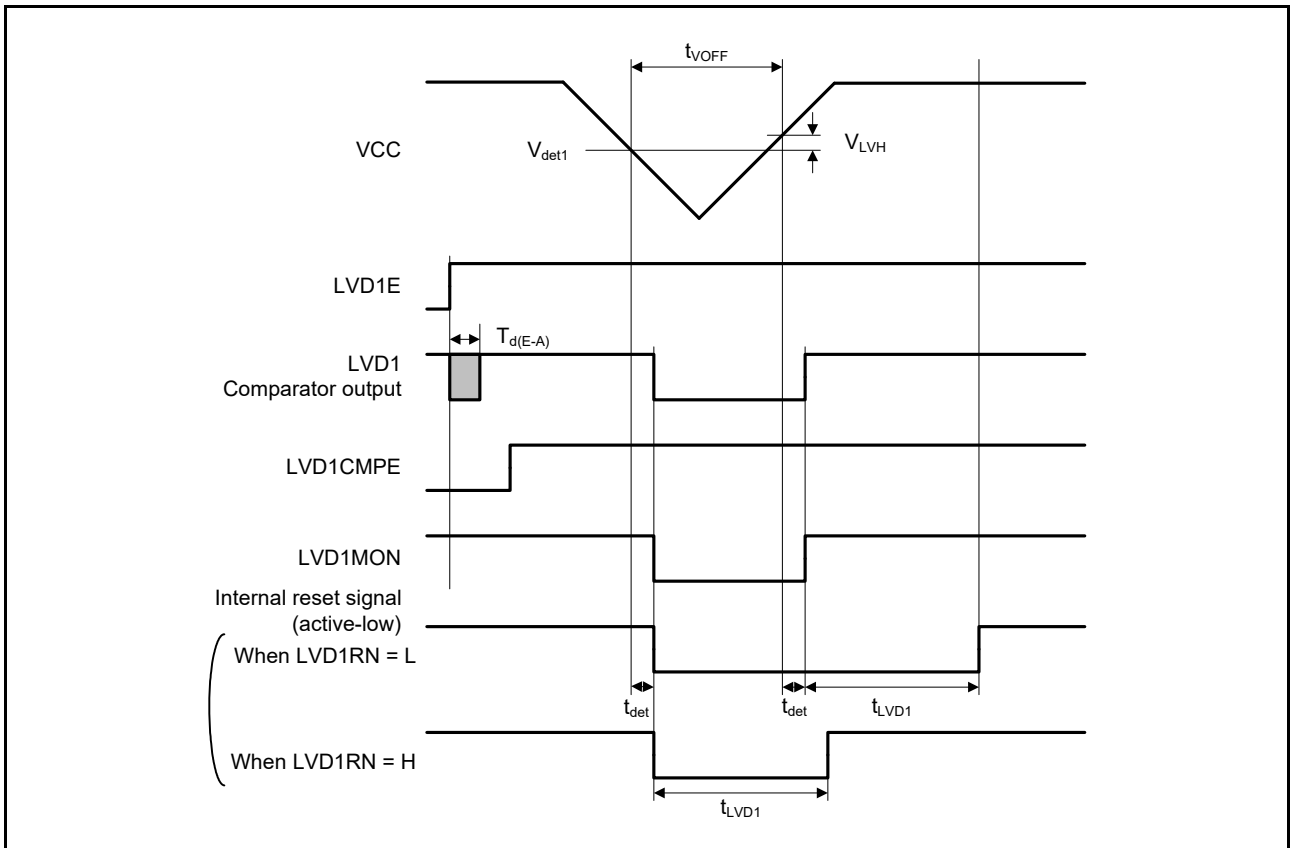 tVOFF
VCC
Vdet1
VLVH
LVD1E
Td(E-A)
LVD1
Comparator output
LVD1CMPE
LVD1MON
Internal reset signal
(active-low)
When LVD1RN = L
tdet
tdet
tLVD1
When LVD1RN = H
tLVD1